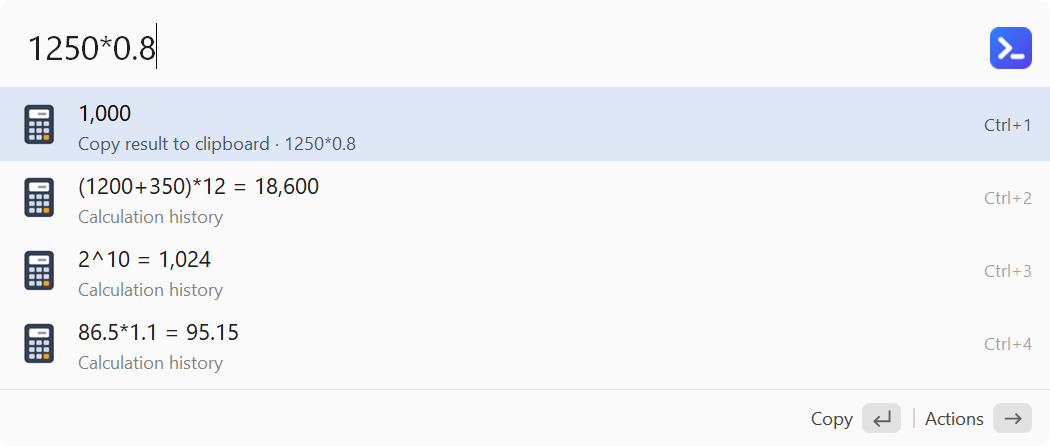 1250*0.8
1,000
Copy result to clipboard · 1250*0.8
Ctrl+1
(1200+350)*12 = 18,600
Calculation history
Ctrl+2
2^10 = 1,024
Calculation history
Ctrl+3
86.5*1.1 = 95.15
Calculation history
Ctrl+4
Copy ↵ | Actions →